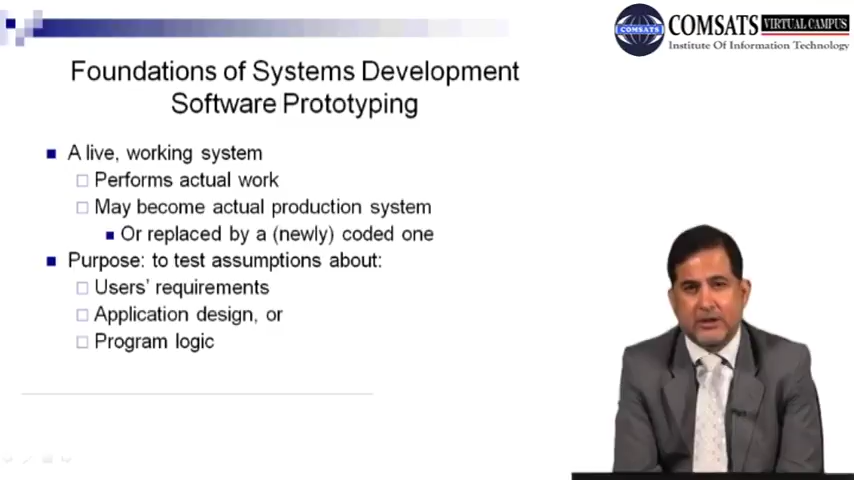 COMSATS VIRTUAL CAMPUS
COMSATS
Institute Of Information Technology
Foundations of Systems Development
Software Prototyping
A live, working system
Performs actual work
May become actual production system
Or replaced by a (newly) coded one
Purpose: to test assumptions about:
Users' requirements
Application design, or
Program logic